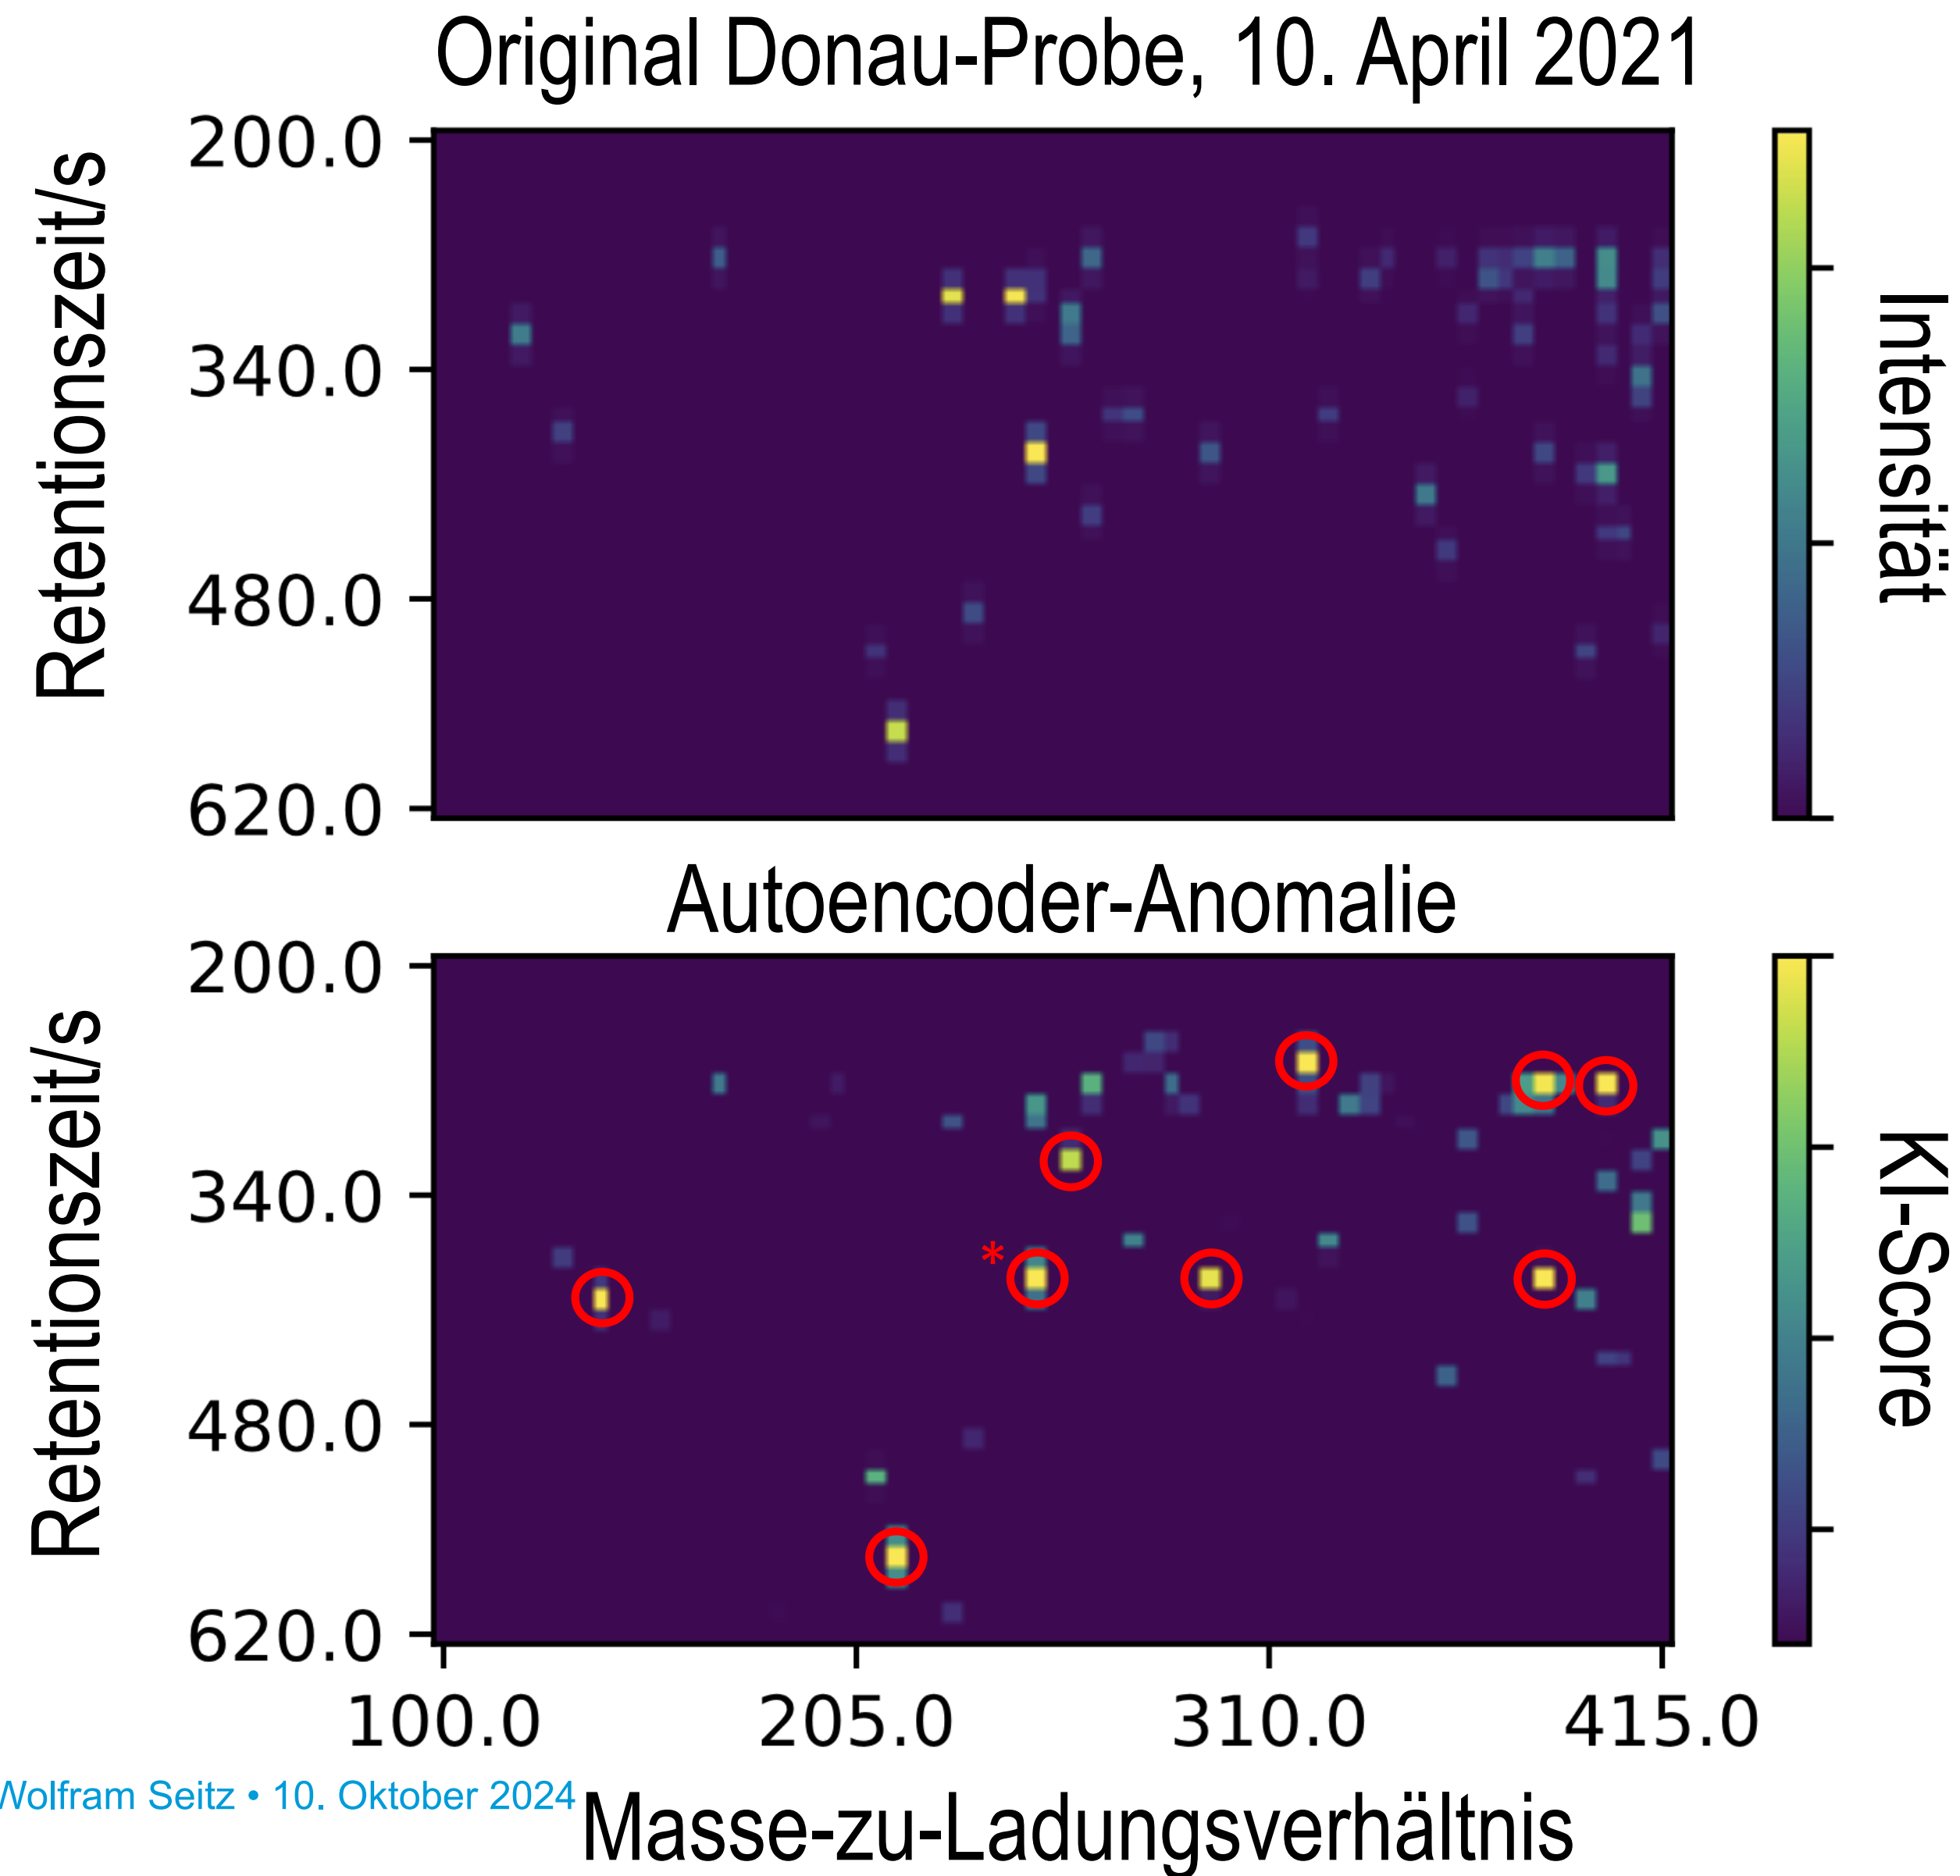 Original Donau-Probe, 10. April 2021
Retentionszeit/s
200.0
340.0
480.0
620.0
Intensität
Autoencoder-Anomalie
Retentionszeit/s
200.0
340.0
480.0
620.0
*
KI-Score
100.0
205.0
310.0
415.0
Wolfram Seitz • 10. Oktober 2024
Masse-zu-Ladungsverhältnis